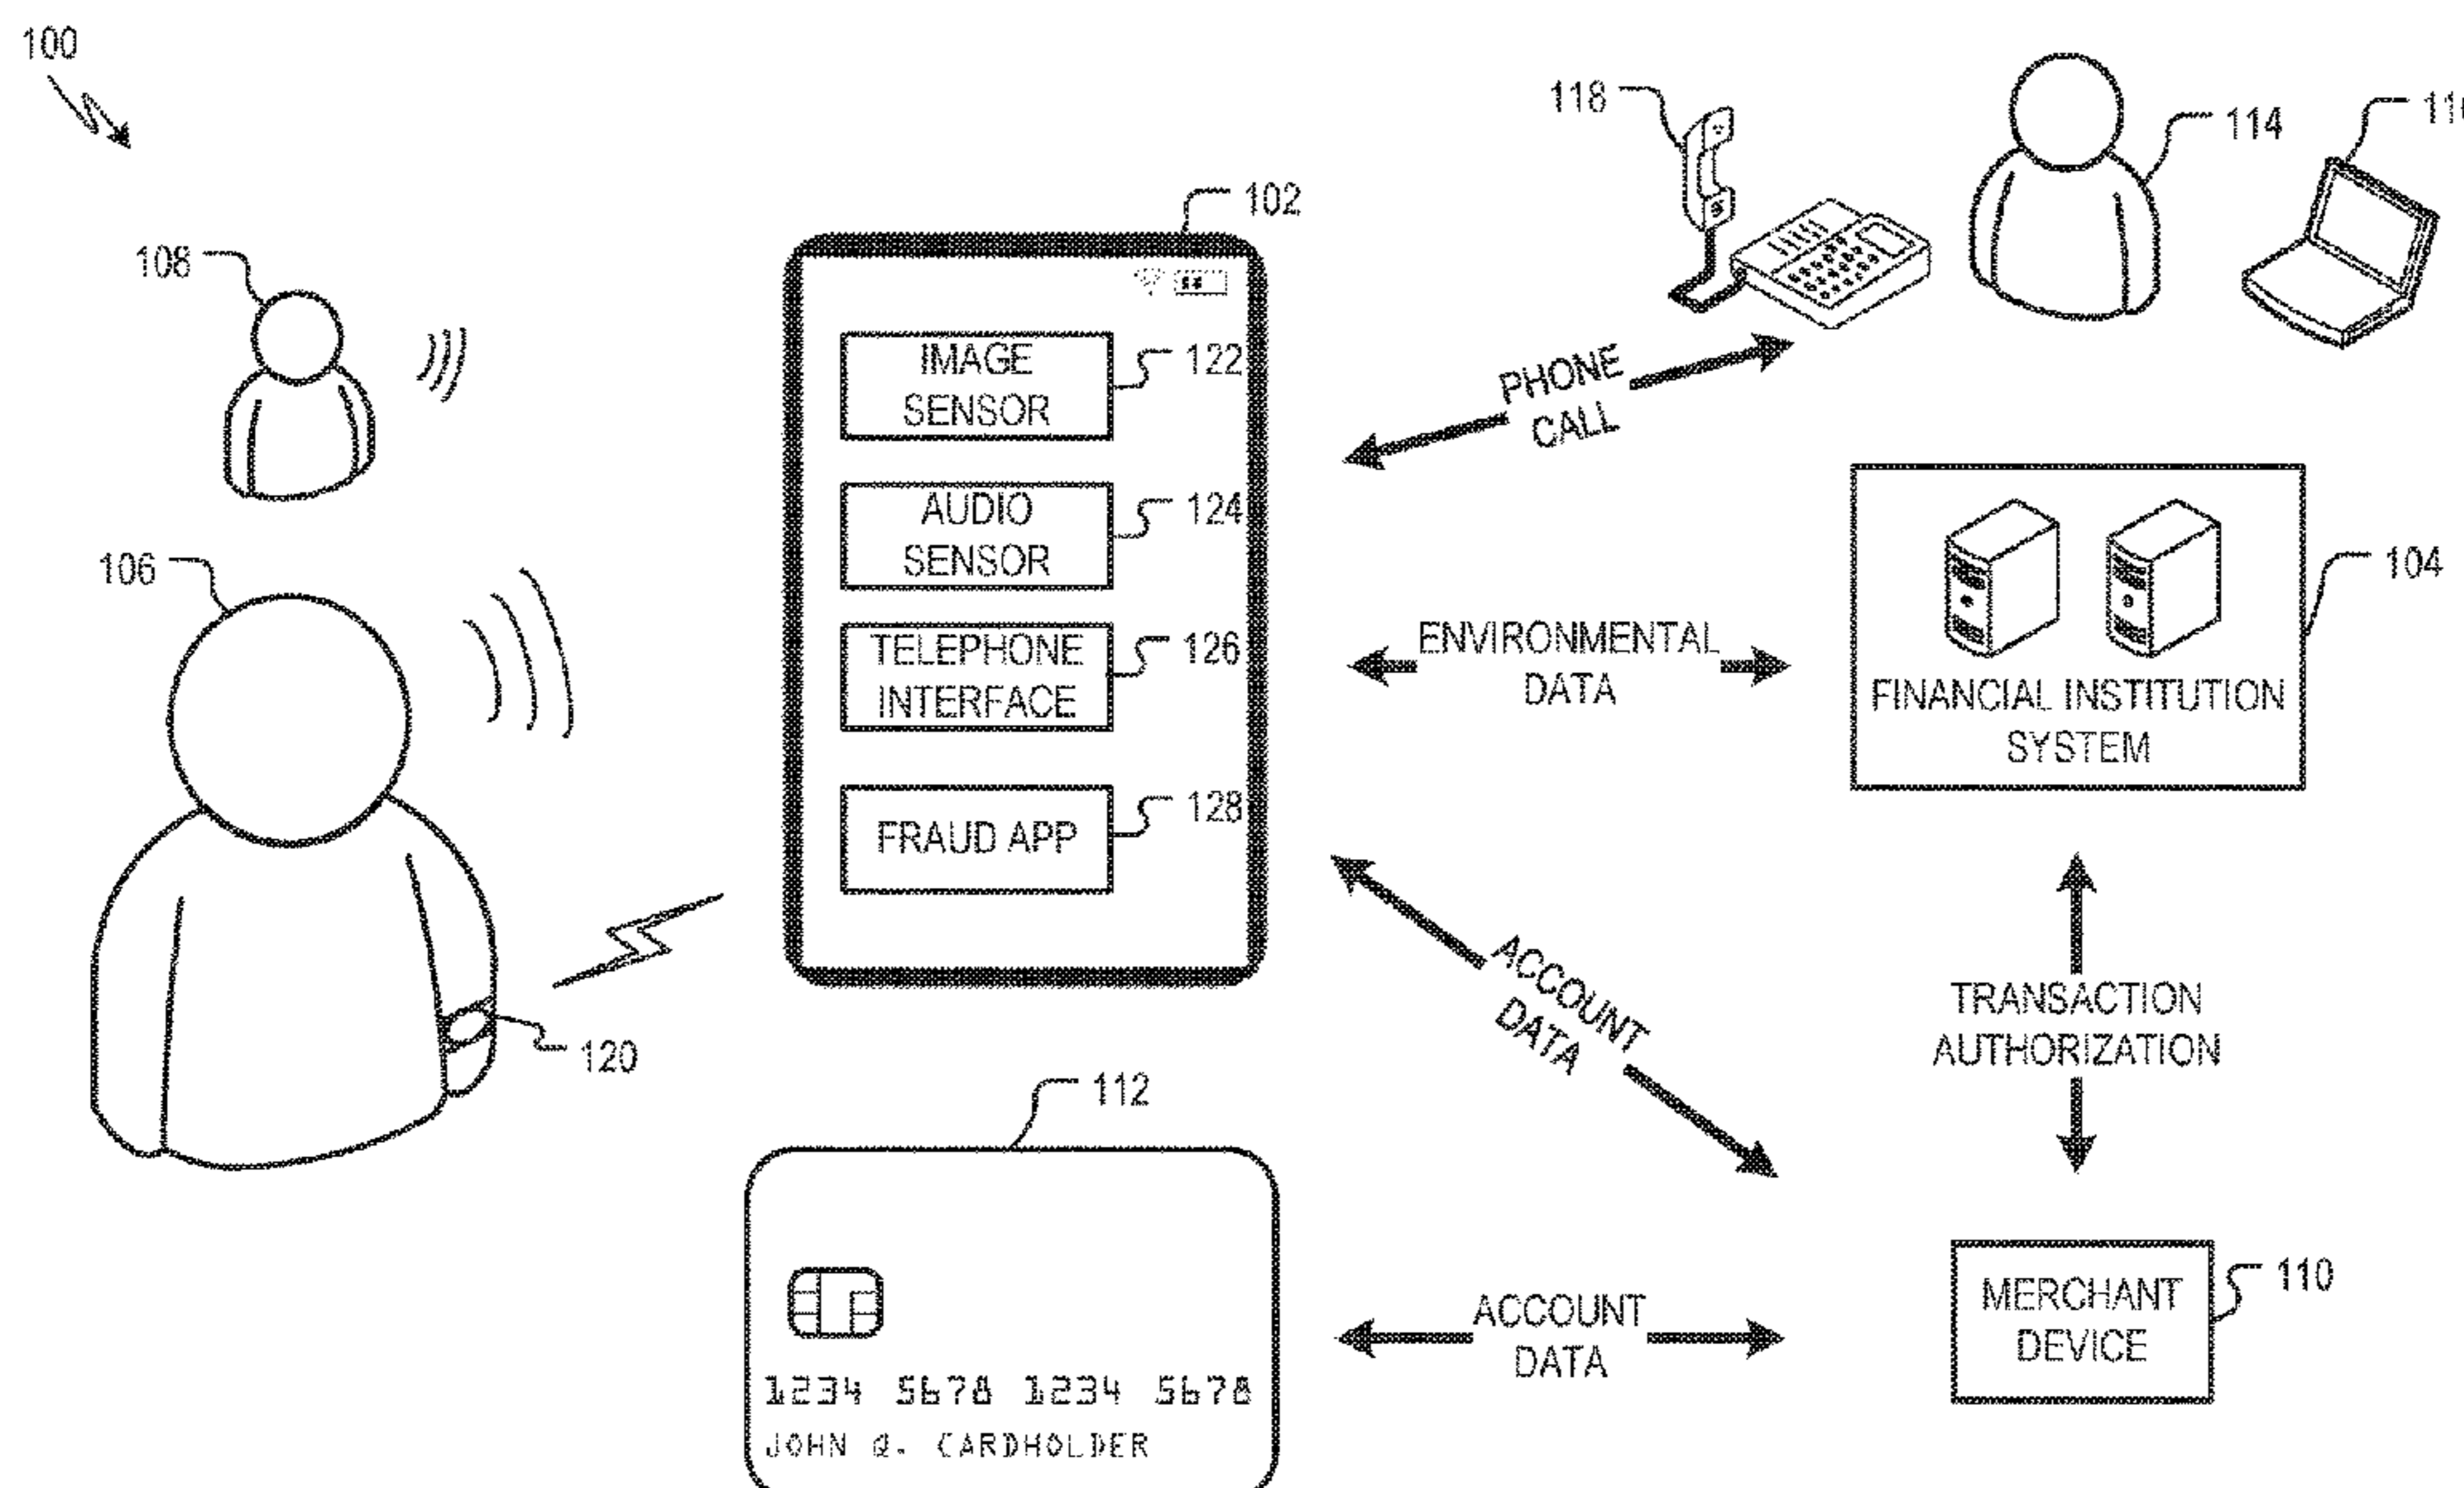 100
118
114
102
108
IMAGE
SENSOR
122
PHONE
CALL
AUDIO
SENSOR
124
104
106
TELEPHONE
INTERFACE
126
ENVIRONMENTAL
DATA
FINANCIAL INSTITUTION
SYSTEM
FRAUD APP
128
ACCOUNT
DATA
TRANSACTION
AUTHORIZATION
120
112
MERCHANT
DEVICE
110
ACCOUNT
DATA
1234 5678 1234 5678
JOHN Q. CARDHOLDER